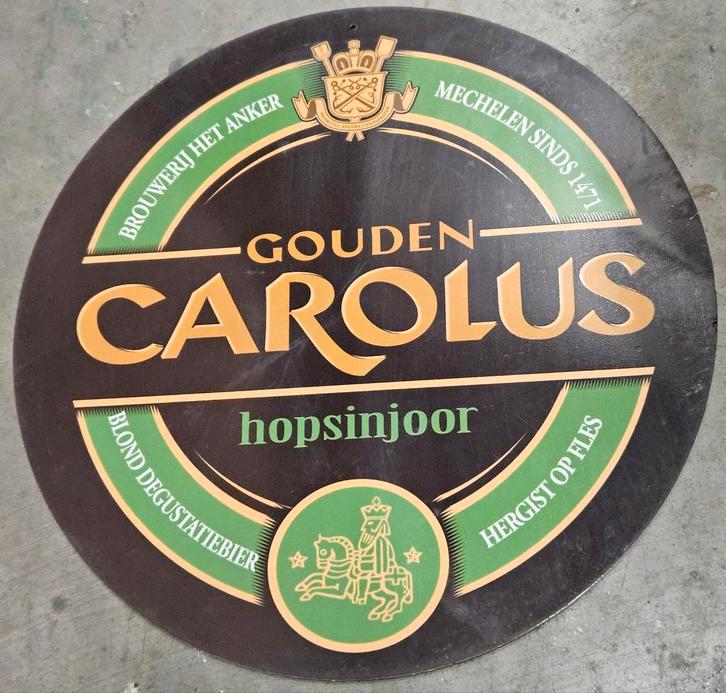 BROUWERIJ HET ANKER
MECHELEN SINDS 1471
GOUDEN
CAROLUS
hopsinjoor
BLOND DEGUSTATIEBIER
HERGIST OP FLES